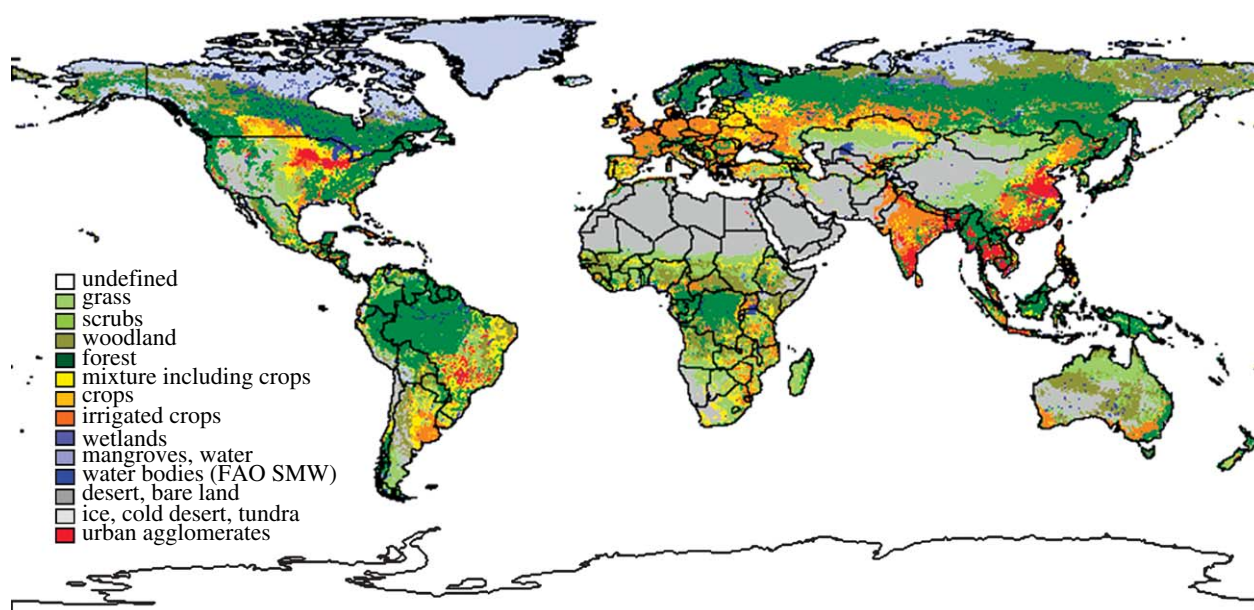 undefined
grass
scrubs
woodland
forest
mixture including crops
crops
irrigated crops
wetlands
mangroves, water
water bodies (FAO SMW)
desert, bare land
ice, cold desert, tundra
urban agglomerates